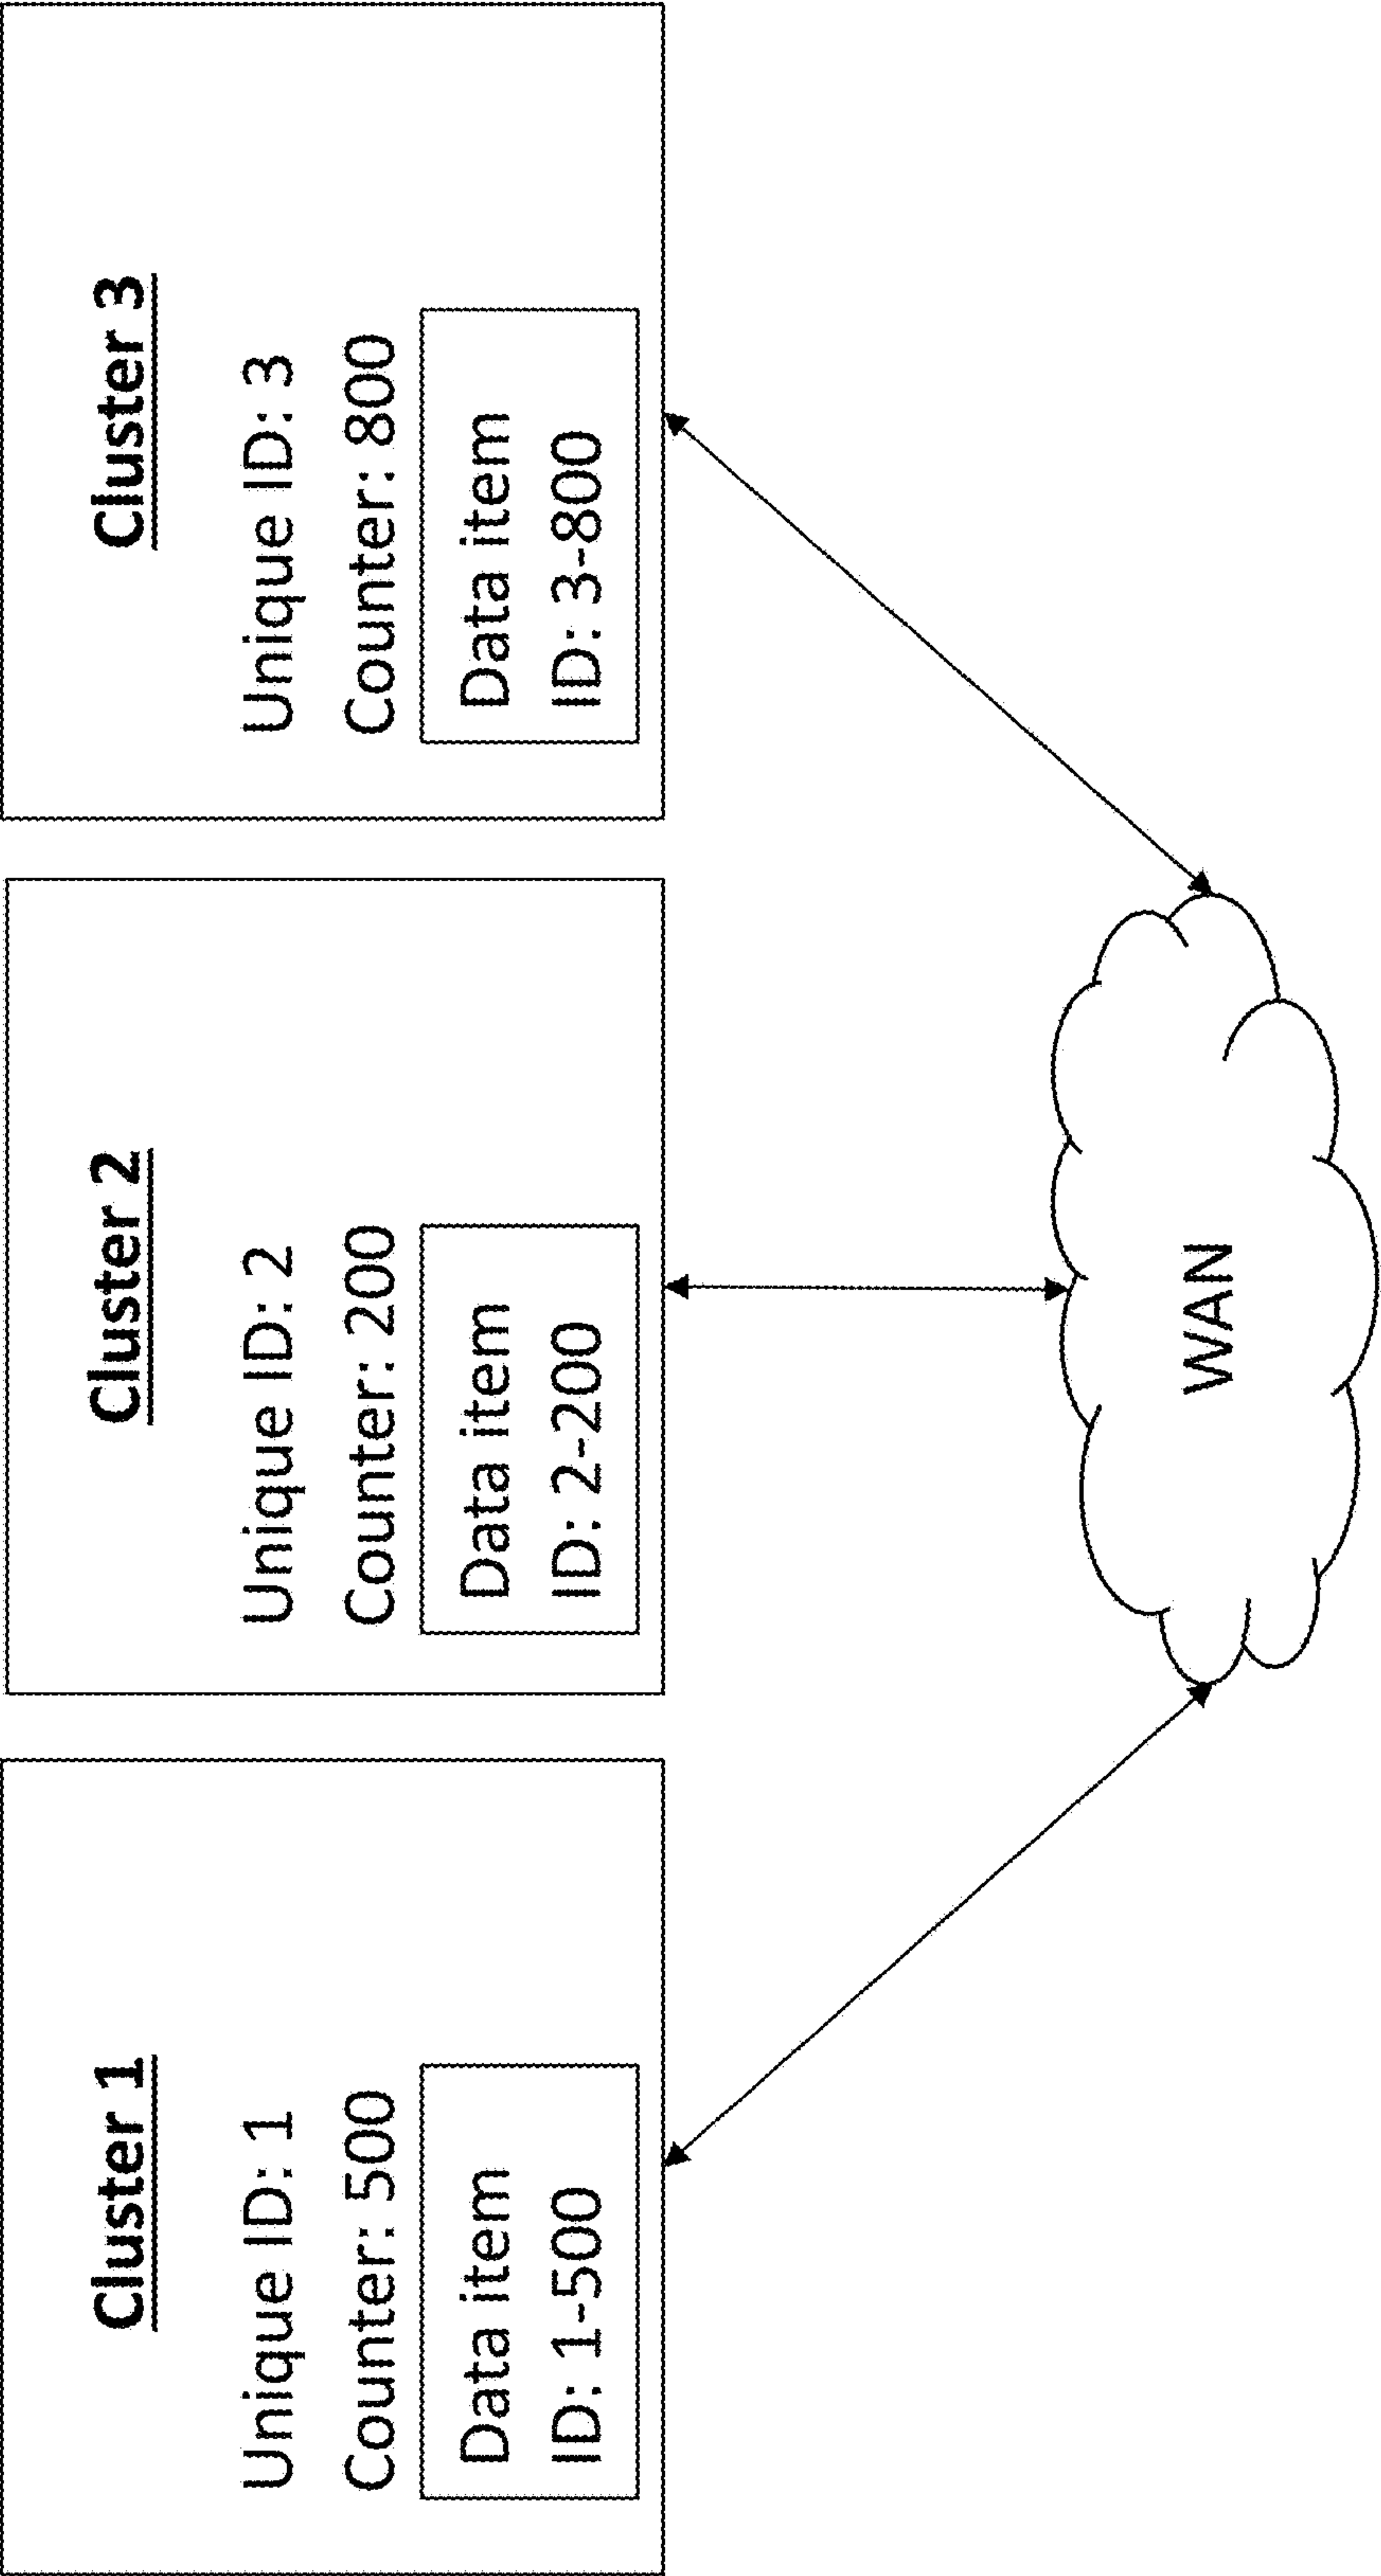 Cluster 1
Unique ID: 1
Counter: 500
Data item
ID: 1-500
Cluster 2
Unique ID: 2
Counter: 200
Data item
ID: 2-200
Cluster 3
Unique ID: 3
Counter: 800
Data item
ID: 3-800
WAN